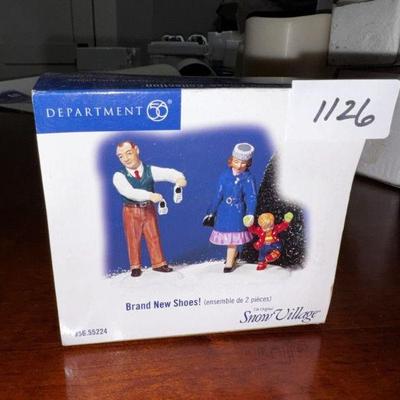 DEPARTMENT 56
1126
Brand New Shoes! (ensemble de 2 pièces)
56.55224
The Original
Snow Village